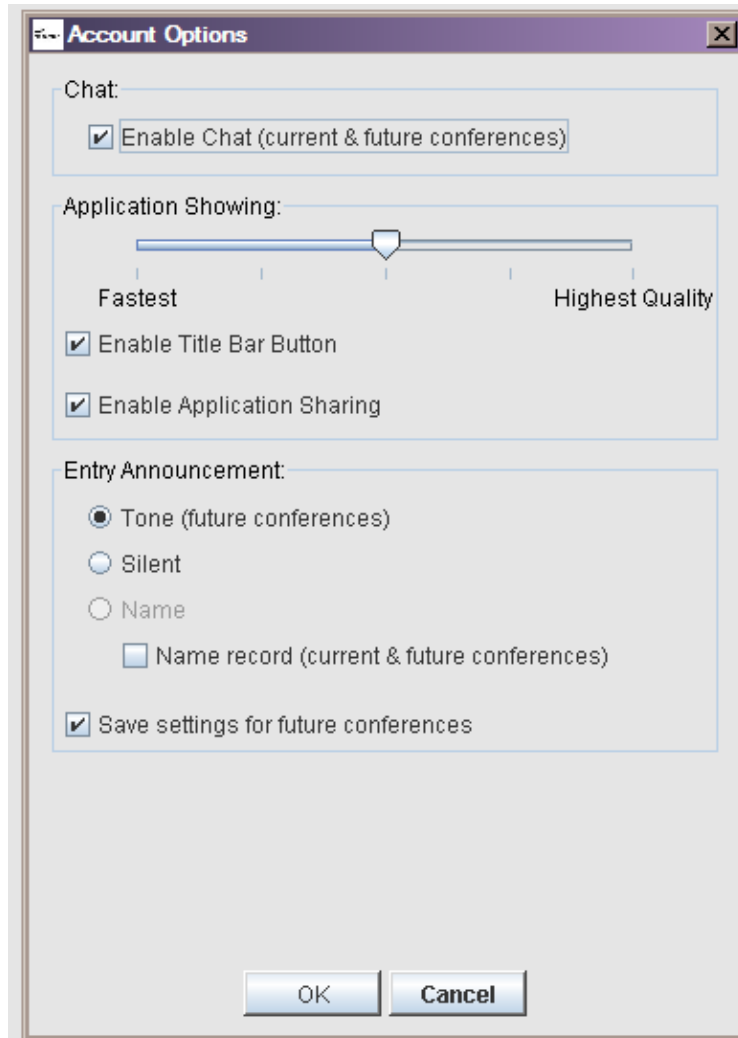 Account Options
Chat:
Enable Chat (current & future conferences)
Application Showing:
Fastest Highest Quality
Enable Title Bar Button
Enable Application Sharing
Entry Announcement:
Tone (future conferences)
Silent
Name
Name record (current & future conferences)
Save settings for future conferences
OK Cancel